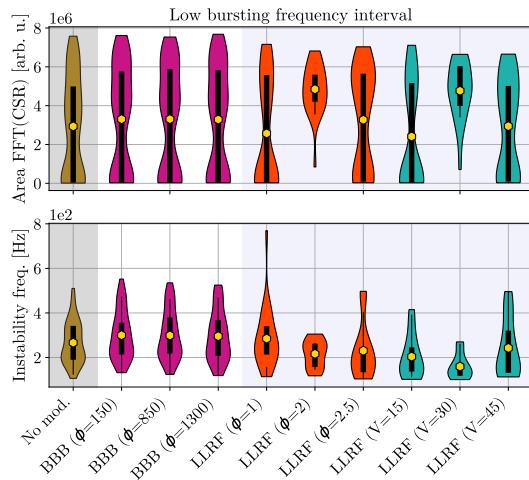 Low bursting frequency interval
1e6
Area FFT(CSR) [arb. u.]
8
6
4
2
0
1e2
Instability freq. [Hz]
8
6
4
2
No mod.
BBB (ϕ=150)
BBB (ϕ=850)
BBB (ϕ=1300)
LLRF (ϕ=1)
LLRF (ϕ=2)
LLRF (ϕ=2.5)
LLRF (V=15)
LLRF (V=30)
LLRF (V=45)